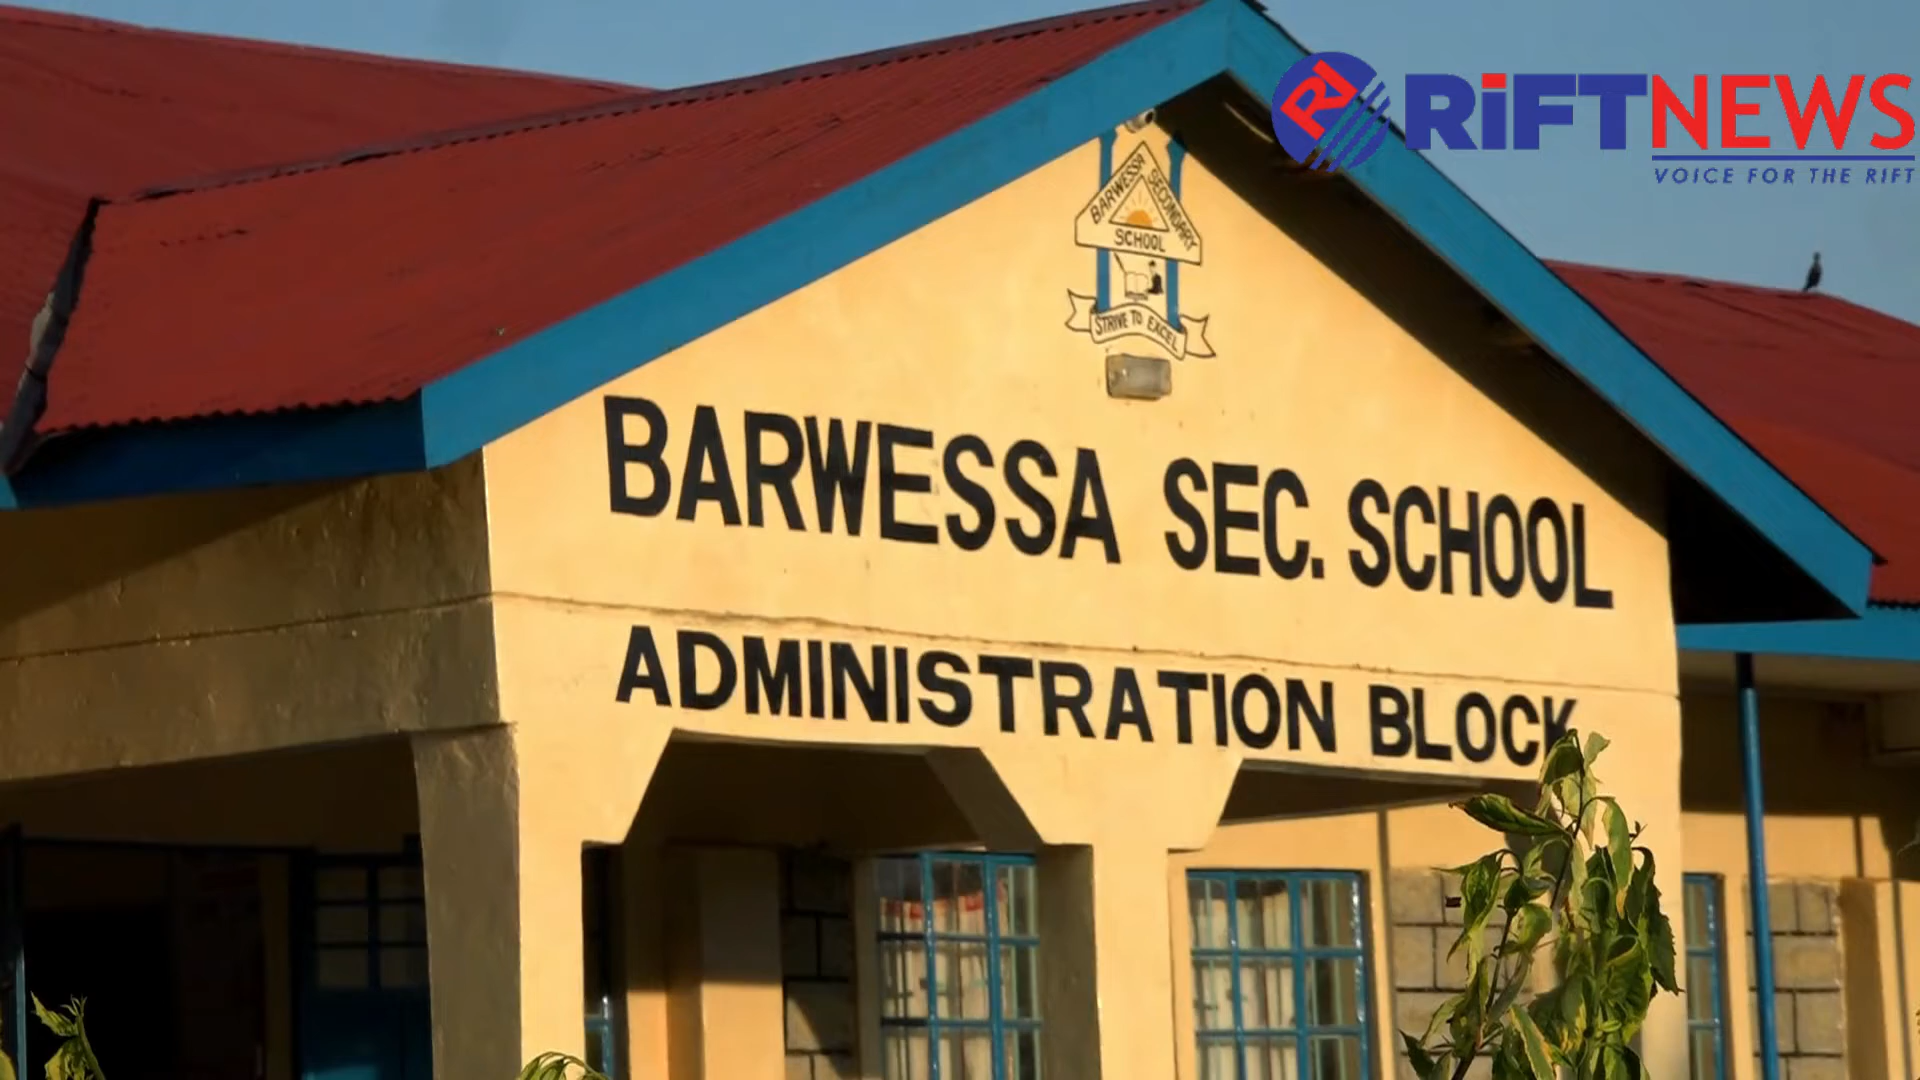 RiFTNEWS
VOICE FOR THE RIFT
BARWESSA SECONDARY
SCHOOL
STRIVE TO EXCEL
BARWESSA SEC. SCHOOL
ADMINISTRATION BLOCK